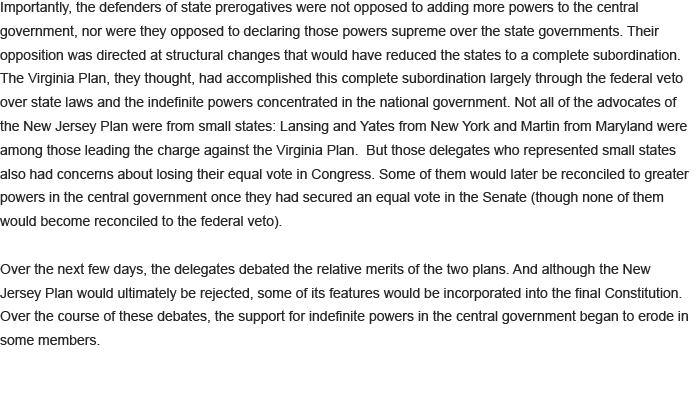 Importantly, the defenders of state prerogatives were not opposed to adding more powers to the central
government, nor were they opposed to declaring those powers supreme over the state governments. Their
opposition was directed at structural changes that would have reduced the states to a complete subordination.
The Virginia Plan, they thought, had accomplished this complete subordination largely through the federal veto
over state laws and the indefinite powers concentrated in the national government. Not all of the advocates of
the New Jersey Plan were from small states: Lansing and Yates from New York and Martin from Maryland were
among those leading the charge against the Virginia Plan.  But those delegates who represented small states
also had concerns about losing their equal vote in Congress. Some of them would later be reconciled to greater
powers in the central government once they had secured an equal vote in the Senate (though none of them
would become reconciled to the federal veto).

Over the next few days, the delegates debated the relative merits of the two plans. And although the New
Jersey Plan would ultimately be rejected, some of its features would be incorporated into the final Constitution.
Over the course of these debates, the support for indefinite powers in the central government began to erode in
some members.